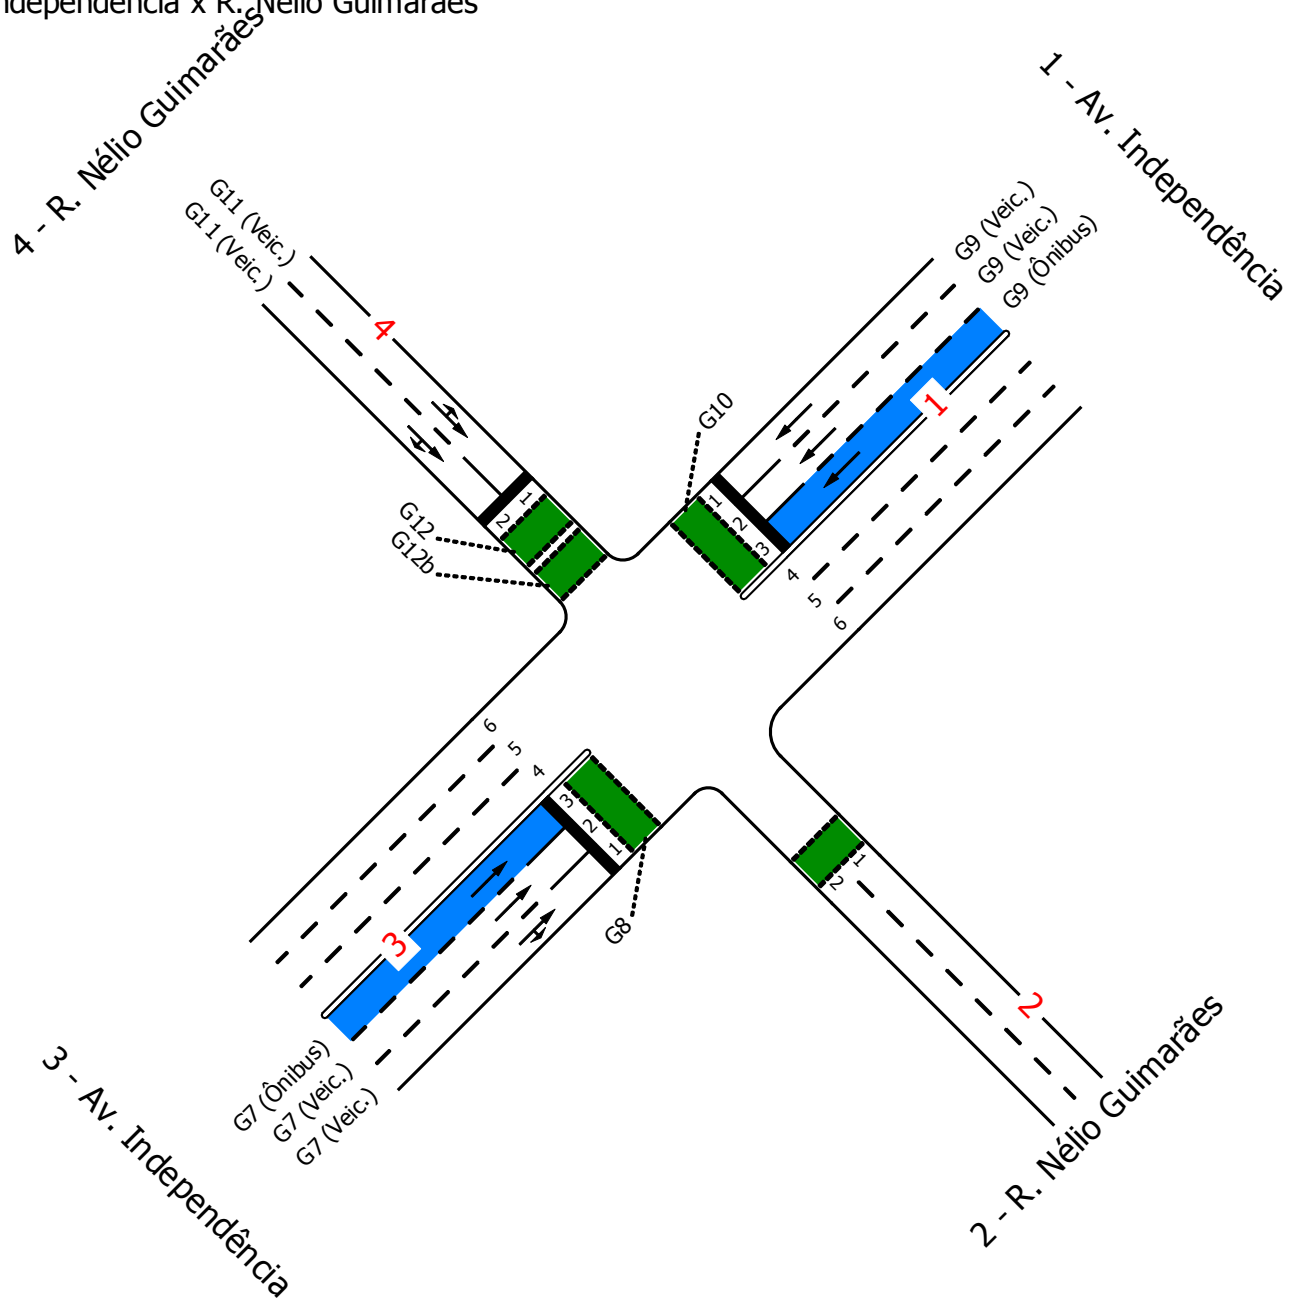 ndependência x R. Nélio Guimarães
4 - R. Nélio Guimarães
1 - Av. Independência
G11 (Veic.)
G11 (Veic.)
G9 (Veic.)
G9 (Veic.)
G9 (Ônibus)
4
1
G10
1
2
1
2
3
G12
G12b
4
5
6
6
5
4
3
2
1
1
2
3
G8
2
G7 (Ônibus)
G7 (Veic.)
G7 (Veic.)
3 - Av. Independência
2 - R. Nélio Guimarães